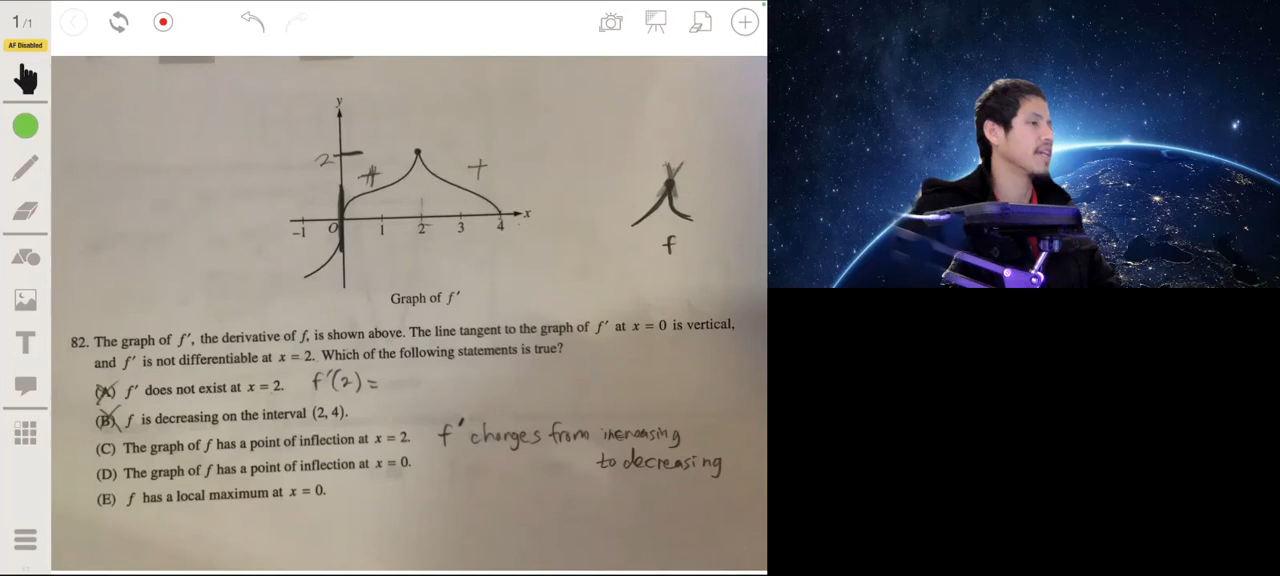 1/1
AF Disabled
y
2
#
+
-1
O
1
2
3
4
x
f
Graph of f'
82. The graph of f', the derivative of f, is shown above. The line tangent to the graph of f' at x = 0 is vertical,
and f' is not differentiable at x = 2. Which of the following statements is true?
(A) f' does not exist at x = 2. f'(2) =
(B) f is decreasing on the interval (2, 4).
(C) The graph of f has a point of inflection at x = 2. f' changes from increasing
to decreasing
(D) The graph of f has a point of inflection at x = 0.
(E) f has a local maximum at x = 0.
T